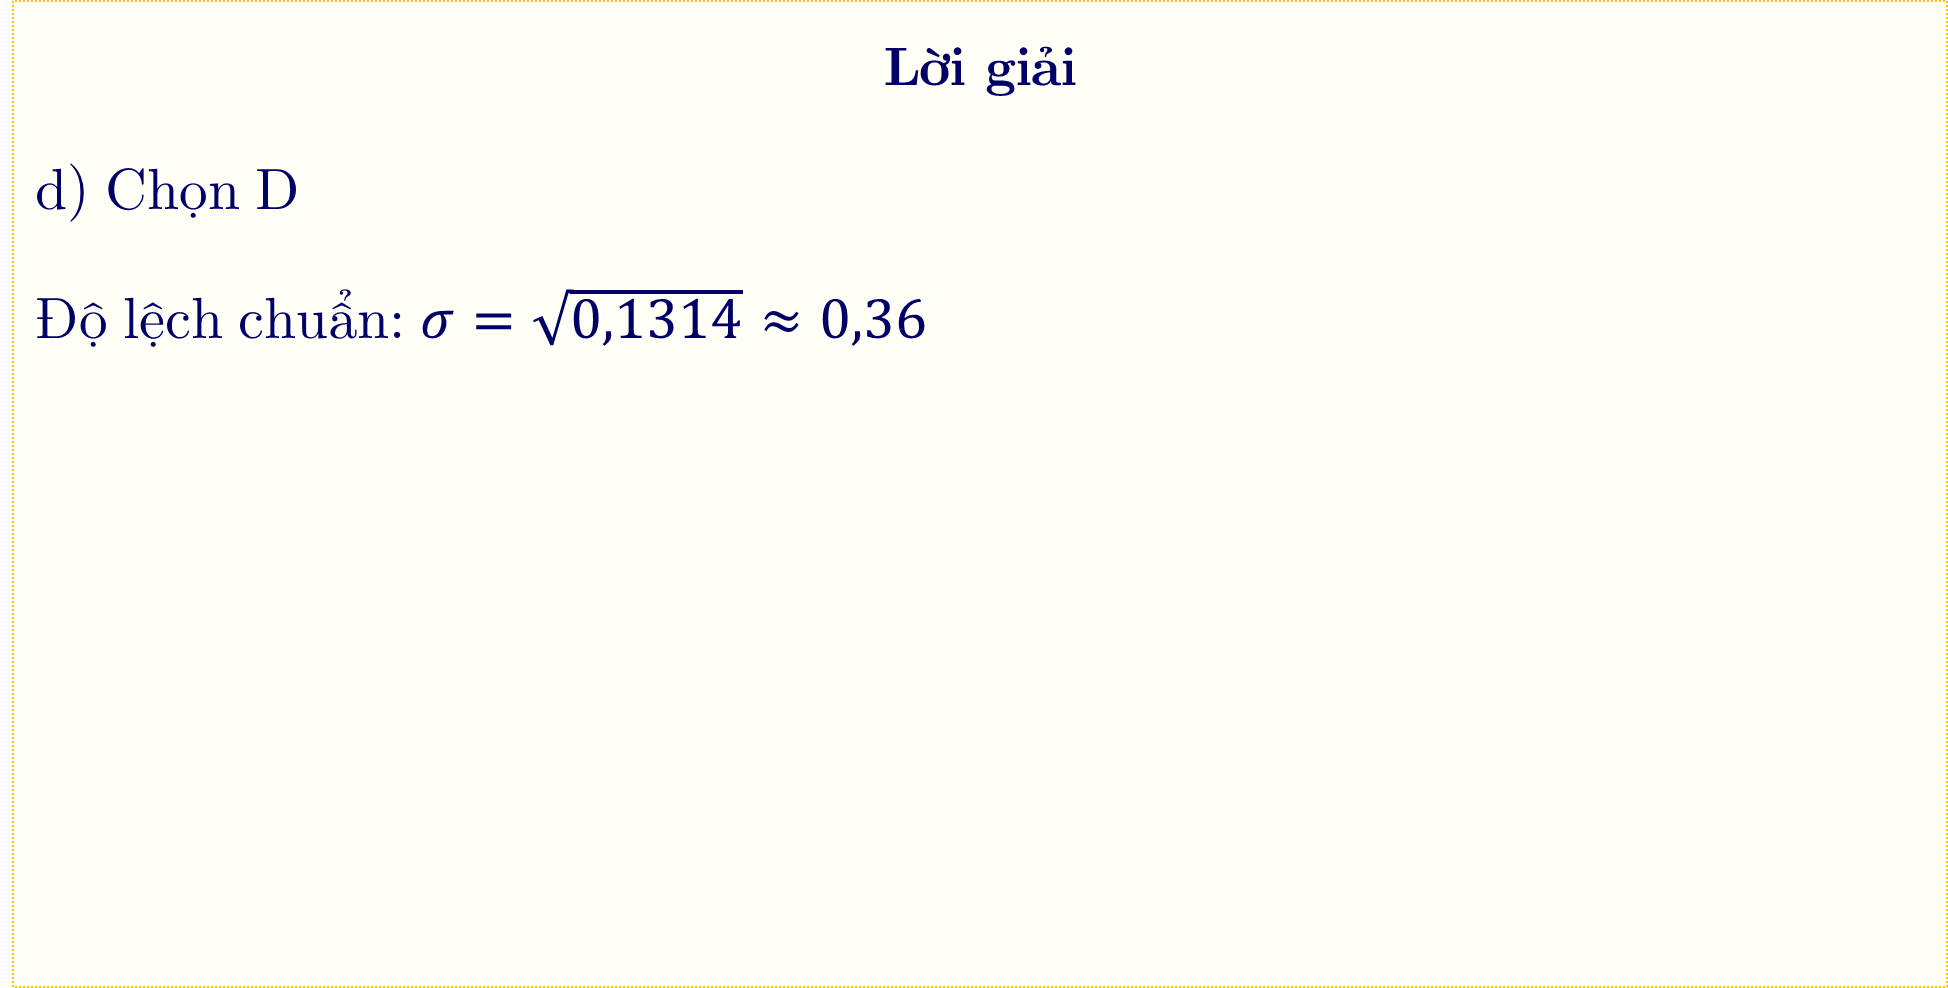 Lời giải
d) Chọn D
Độ lệch chuẩn: σ = √0,1314 ≈ 0,36